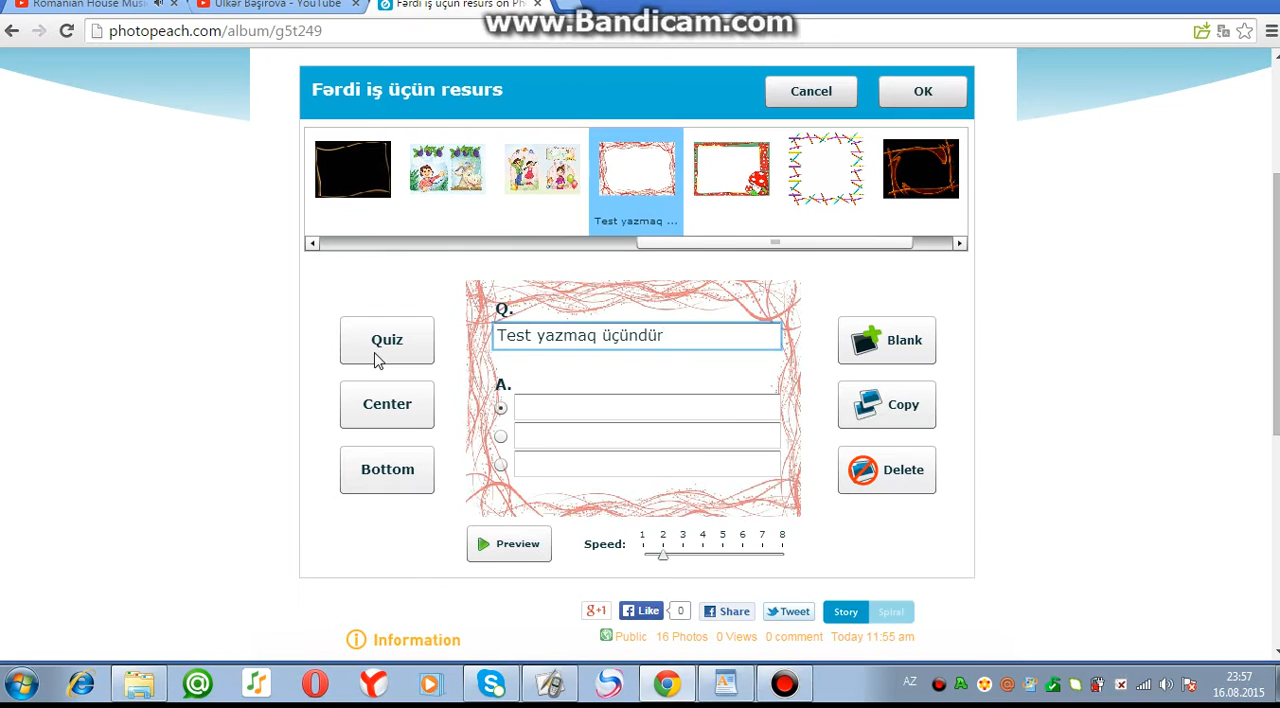 Romanian House Musi
Ülkər Bəşirova - YouTube
Fərdi iş üçün resurs on Ph
www.Bandicam.com
photopeach.com/album/g5t249
Fərdi iş üçün resurs
Cancel
OK
Test yazmaq ...
Q.
Test yazmaq üçündür
A.
Quiz
Center
Bottom
Blank
Copy
Delete
Preview
Speed:
1 2 3 4 5 6 7 8
g+1
Like
0
Share
Tweet
Story
Spiral
Information
Public 16 Photos 0 Views 0 comment Today 11:55 am
AZ
23:57
16.08.2015